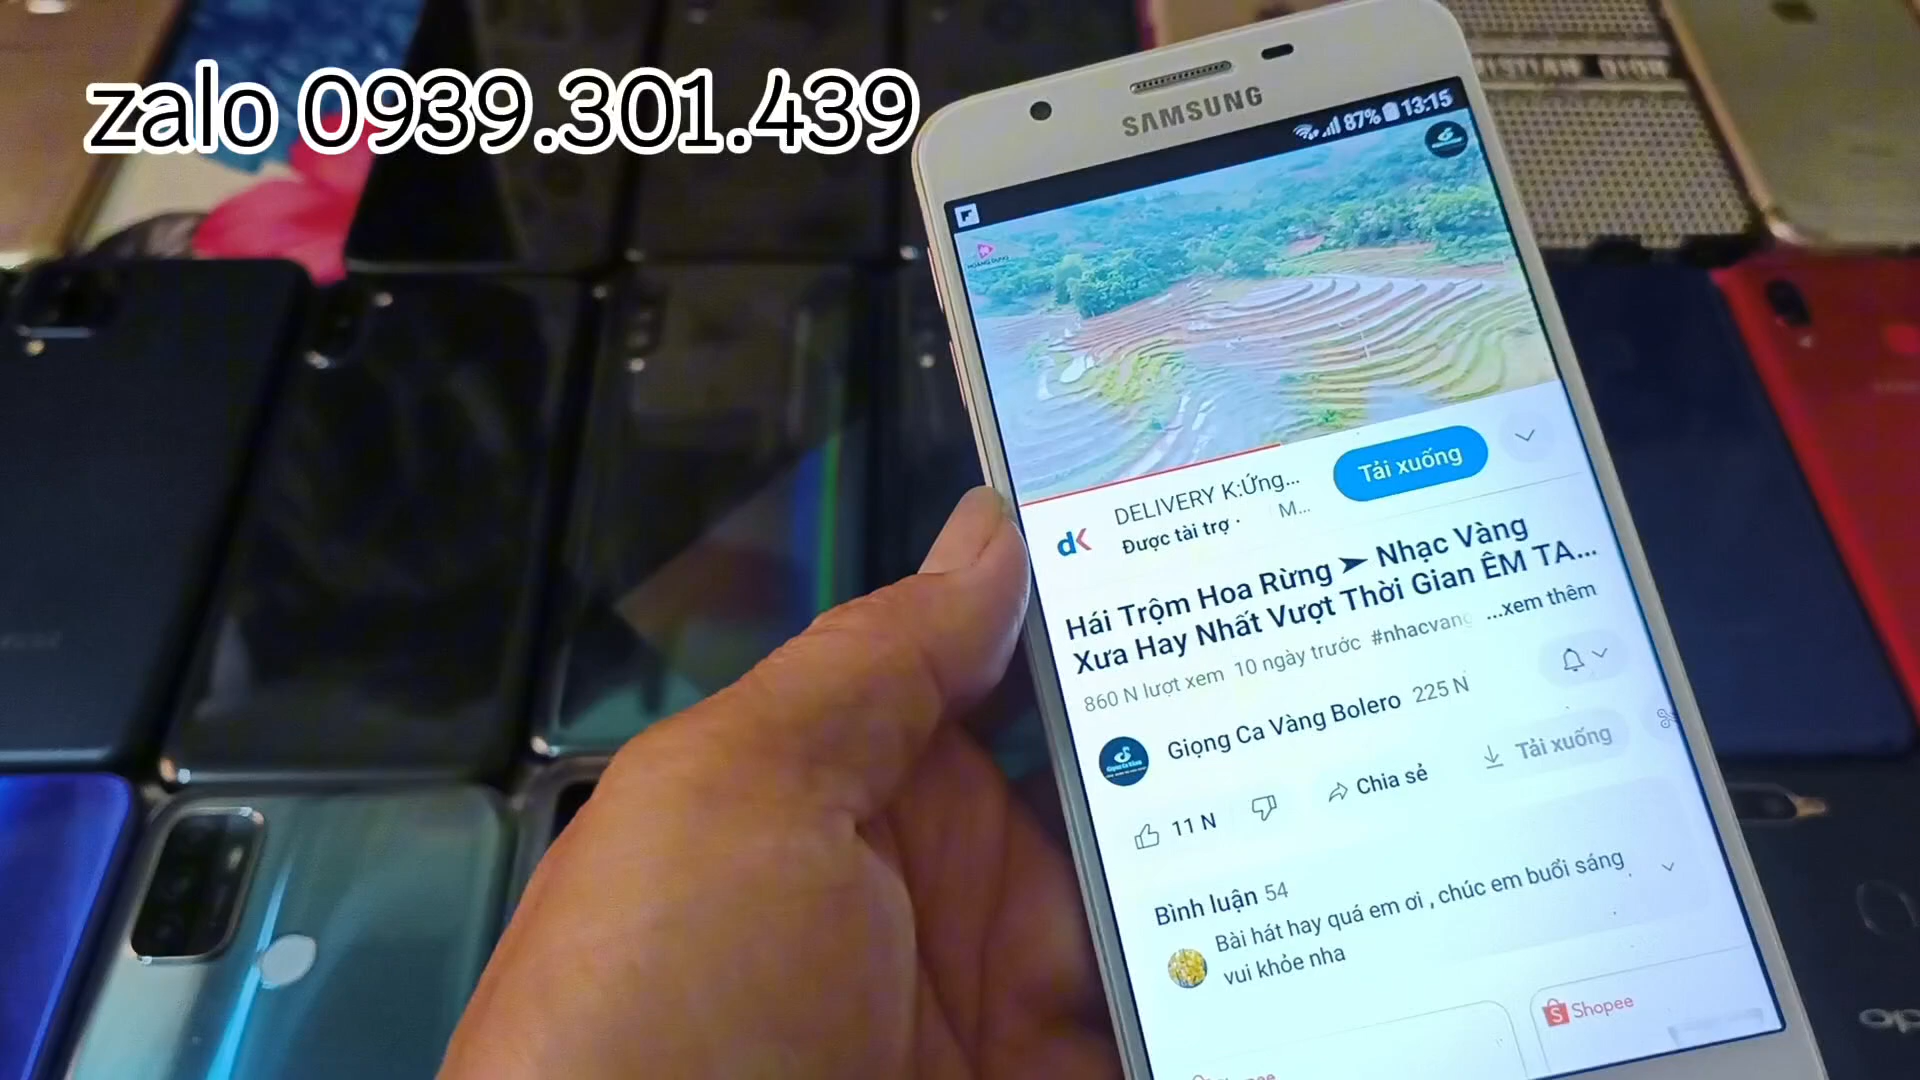 zalo 0939.301.439
SAMSUNG
87% 13:15
DELIVERY K:Ứng...
Được tài trợ · M...
Tải xuống
dK
Hái Trộm Hoa Rừng ➤ Nhạc Vàng
Xưa Hay Nhất Vượt Thời Gian ÊM TA...
860 N lượt xem 10 ngày trước #nhacvang ...xem thêm
Giọng Ca Vàng Bolero 225 N
11 N
Chia sẻ
Tải xuống
Bình luận 54
Bài hát hay quá em ơi , chúc em buổi sáng
vui khỏe nha
Shopee